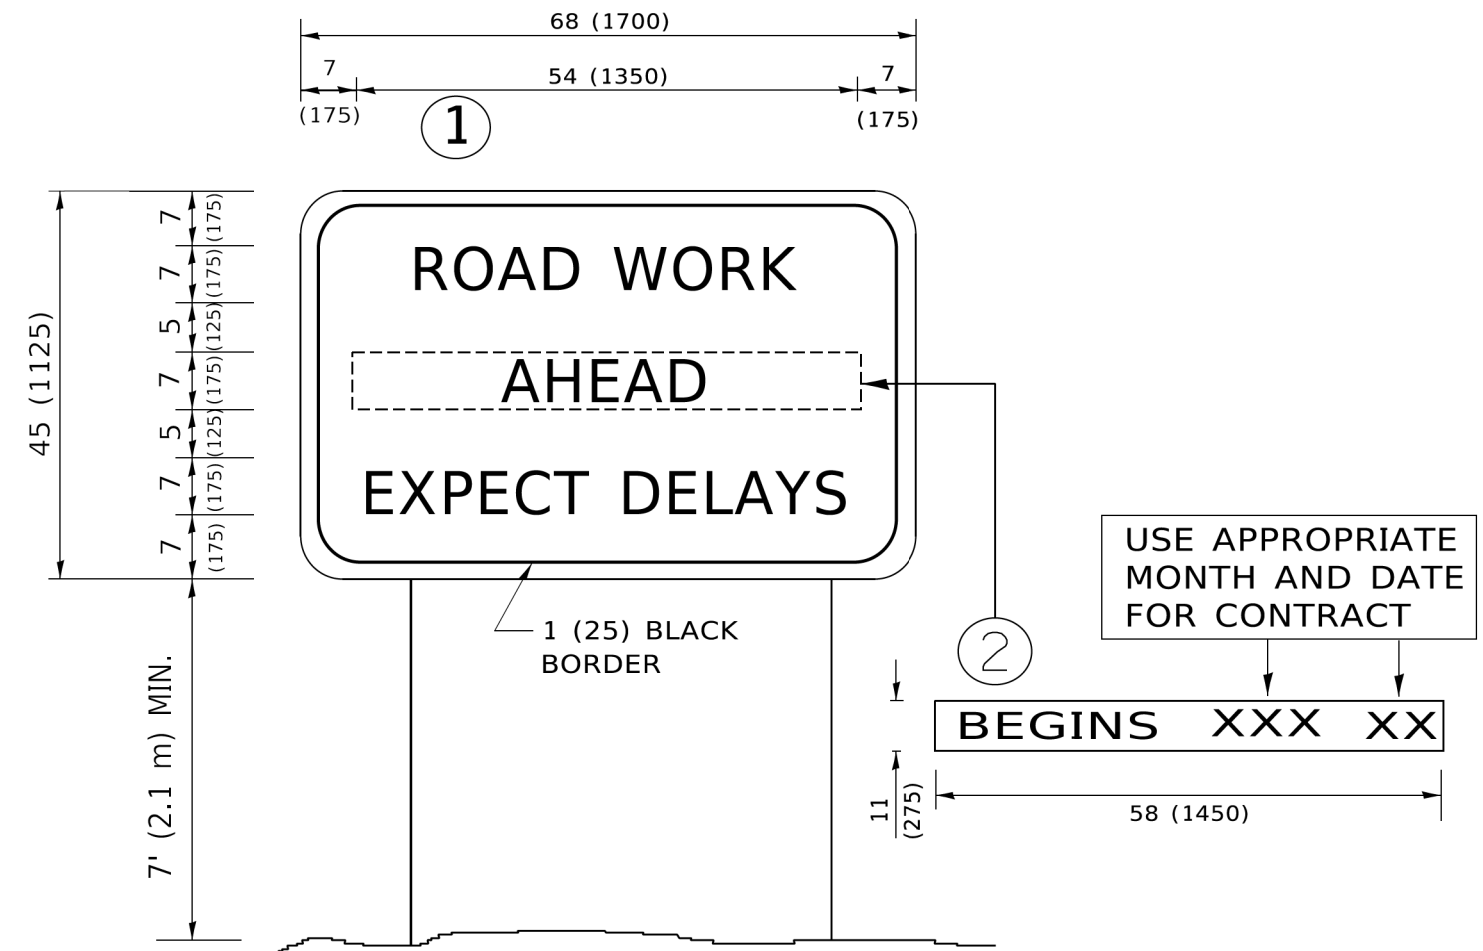 68 (1700)
7
54 (1350)
7
(175)
(175)
1
7
(175)
7
(175)
5
(125)
7
(175)
5
(125)
7
(175)
7
(175)
45 (1125)
ROAD WORK
AHEAD
EXPECT DELAYS
1 (25) BLACK
BORDER
7' (2.1 m) MIN.
2
USE APPROPRIATE
MONTH AND DATE
FOR CONTRACT
BEGINS XXX XX
11
(275)
58 (1450)